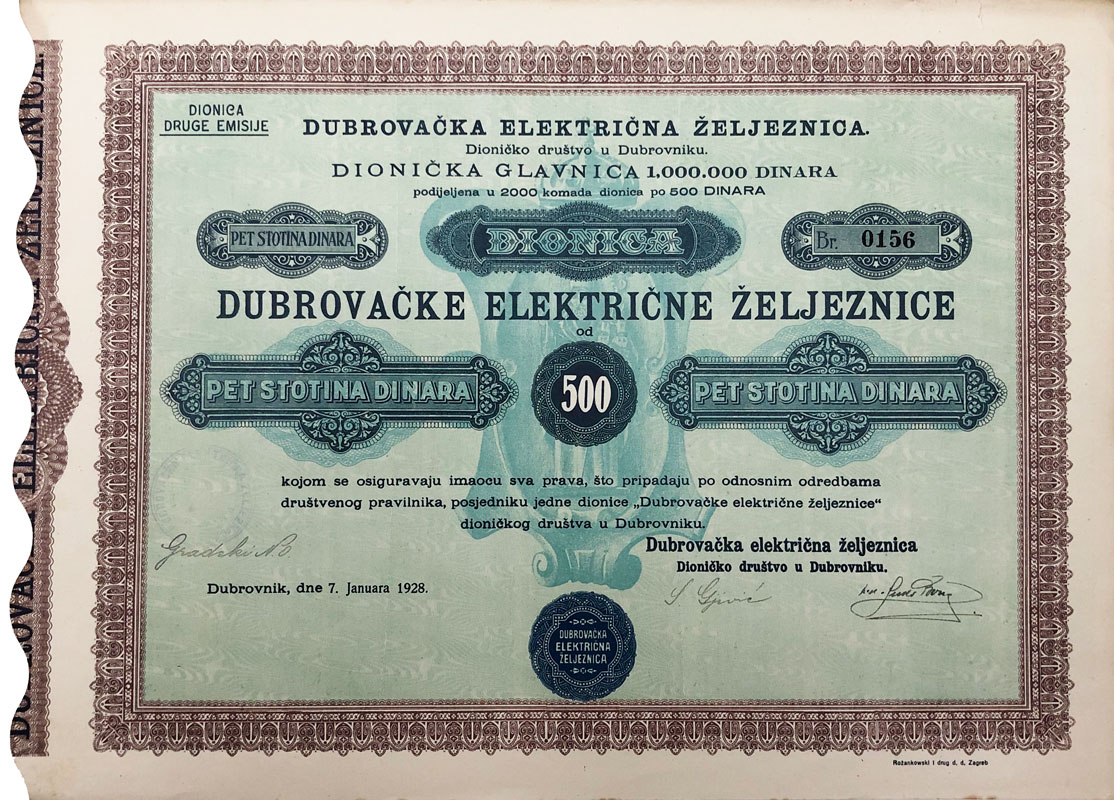 DIONICA
DRUGE EMISIJE
DUBROVAČKA ELEKTRIČNA ŽELJEZNICA.
Dioničko društvo u Dubrovniku.
DIONIČKA GLAVNICA 1,000.000 DINARA
podijeljena u 2000 komada dionica po 500 DINARA
PET STOTINA DINARA
DIONICA
Br. 0156
DUBROVAČKE ELEKTRIČNE ŽELJEZNICE
od
PET STOTINA DINARA
500
PET STOTINA DINARA
kojom se osiguravaju imaocu sva prava, što pripadaju po odnosnim odredbama
društvenog pravilnika, posjedniku jedne dionice „Dubrovačke električne željeznice“
dioničkog društva u Dubrovniku.
Gradski
Dubrovačka električna željeznica
Dioničko društvo u Dubrovniku.
Dubrovnik, dne 7. Januara 1928.
DUBROVAČKA
ELEKTRIČNA
ŽELJEZNICA
Rožankowski i drug d. d. Zagreb